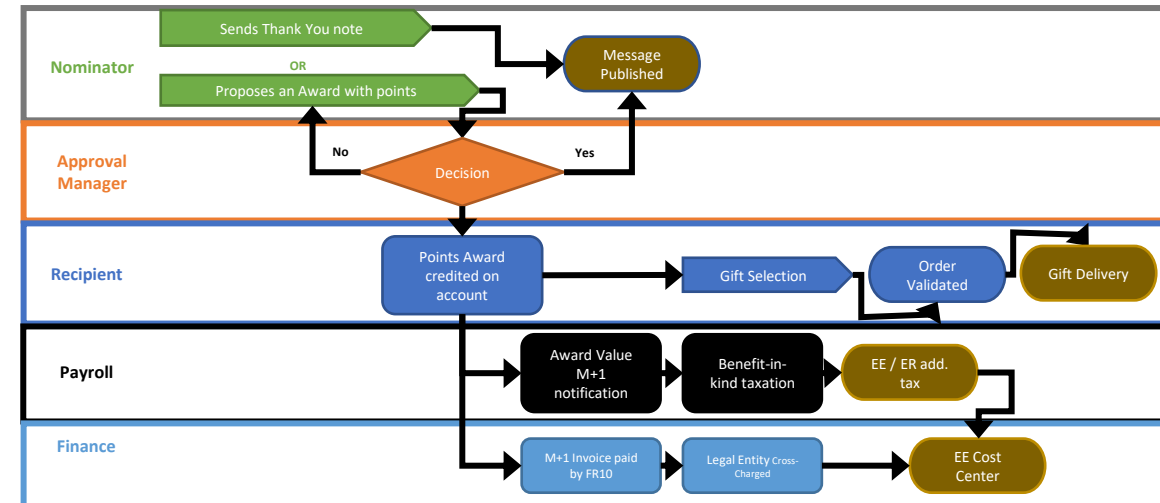 Sends Thank You note
Nominator
OR
Proposes an Award with points
Message
Published
Approval
Manager
No
Decision
Yes
Recipient
Points Award
credited on
account
Gift Selection
Order
Validated
Gift Delivery
Payroll
Award Value
M+1
notification
Benefit-in-
kind taxation
EE / ER add.
tax
Finance
M+1 Invoice paid
by FR10
Legal Entity Cross-
Charged
EE Cost
Center